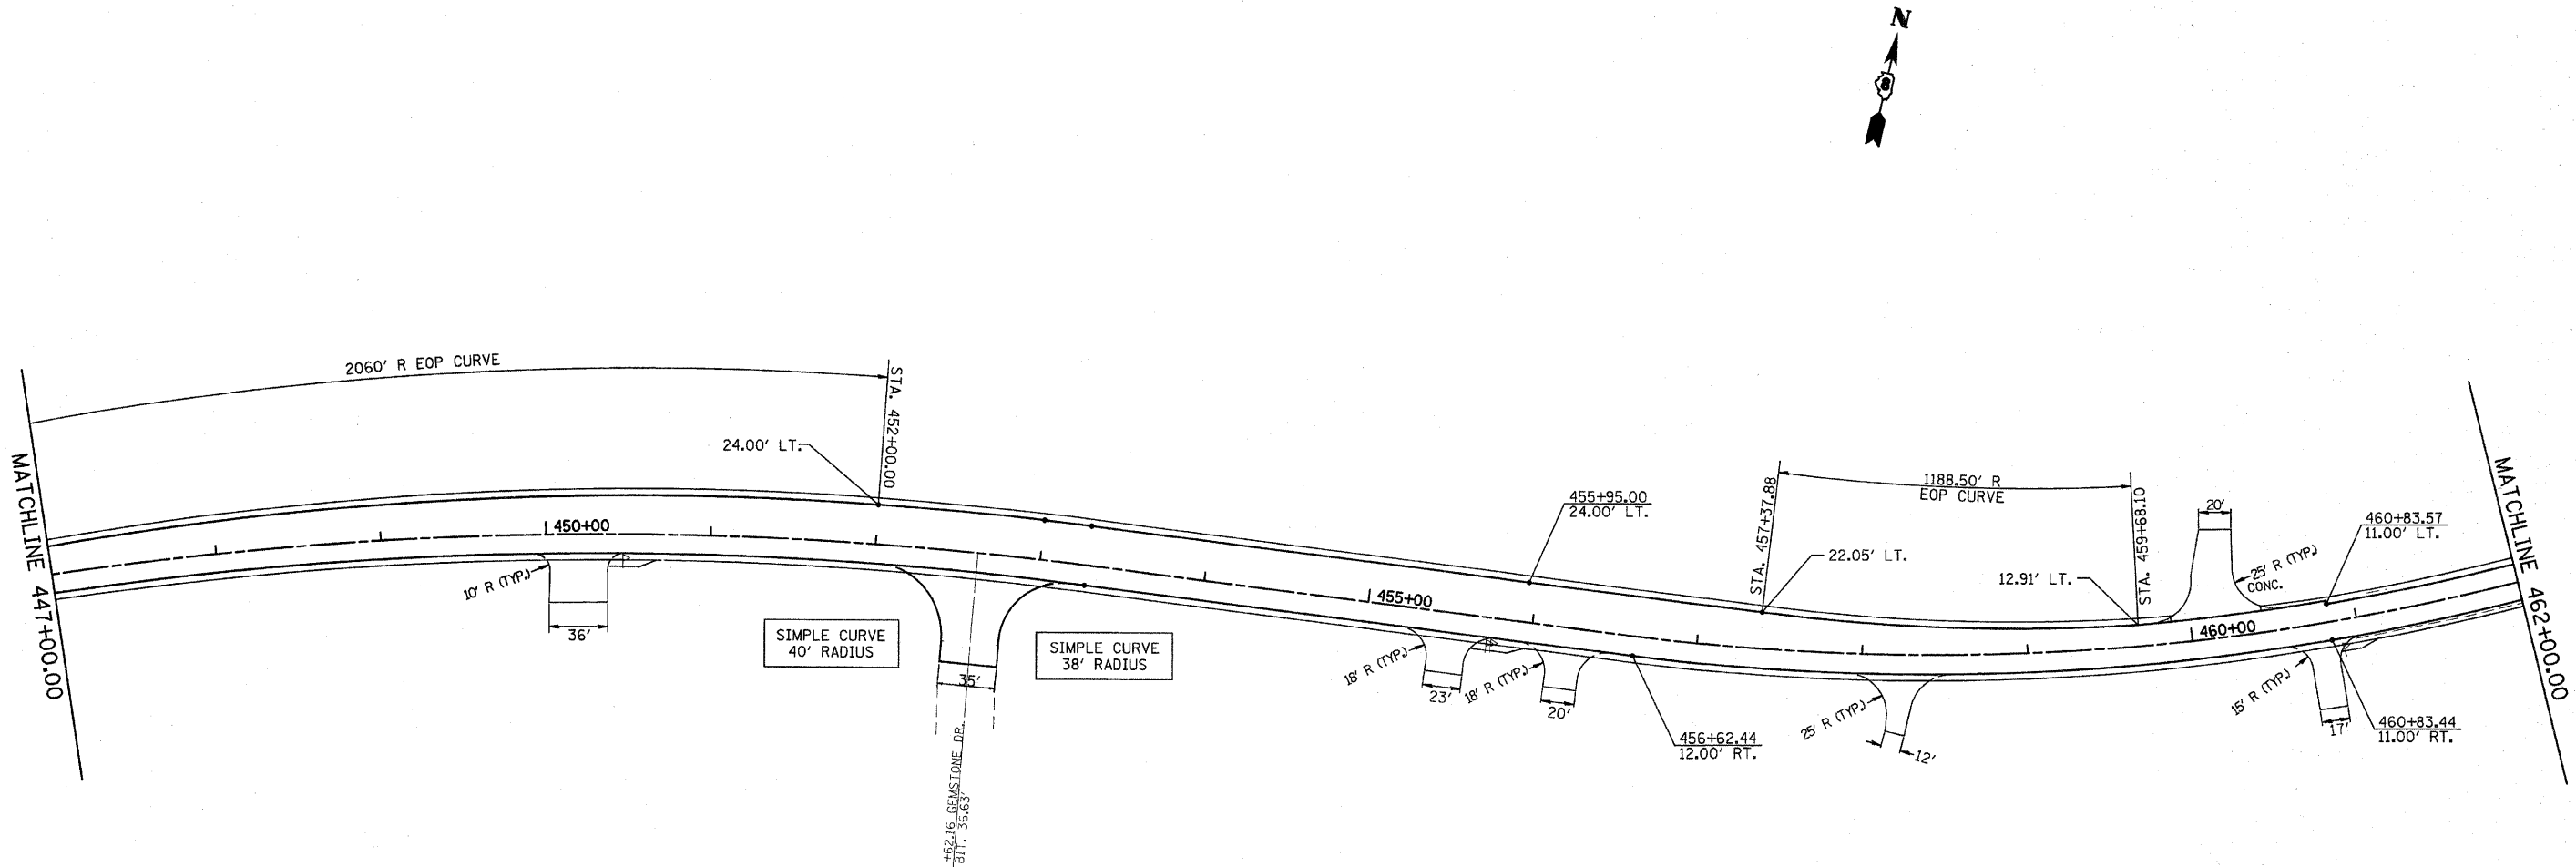 N
8
2060' R EOP CURVE
STA. 452+00.00
24.00' LT.
MATCHLINE 447+00.00
450+00
10' R (TYP.)
36'
SIMPLE CURVE
40' RADIUS
35'
SIMPLE CURVE
38' RADIUS
+62.16 GEMSTONE DR.
BIT. 36.63'
455+00
455+95.00
24.00' LT.
18' R (TYP.)
23'
18' R (TYP.)
20'
456+62.44
12.00' RT.
STA. 457+37.88
1188.50' R
EOP CURVE
22.05' LT.
12.91' LT.
STA. 459+68.10
25' R (TYP.)
12'
20'
25' R (TYP.)
CONC.
460+00
460+83.57
11.00' LT.
15' R (TYP.)
17'
460+83.44
11.00' RT.
MATCHLINE 462+00.00